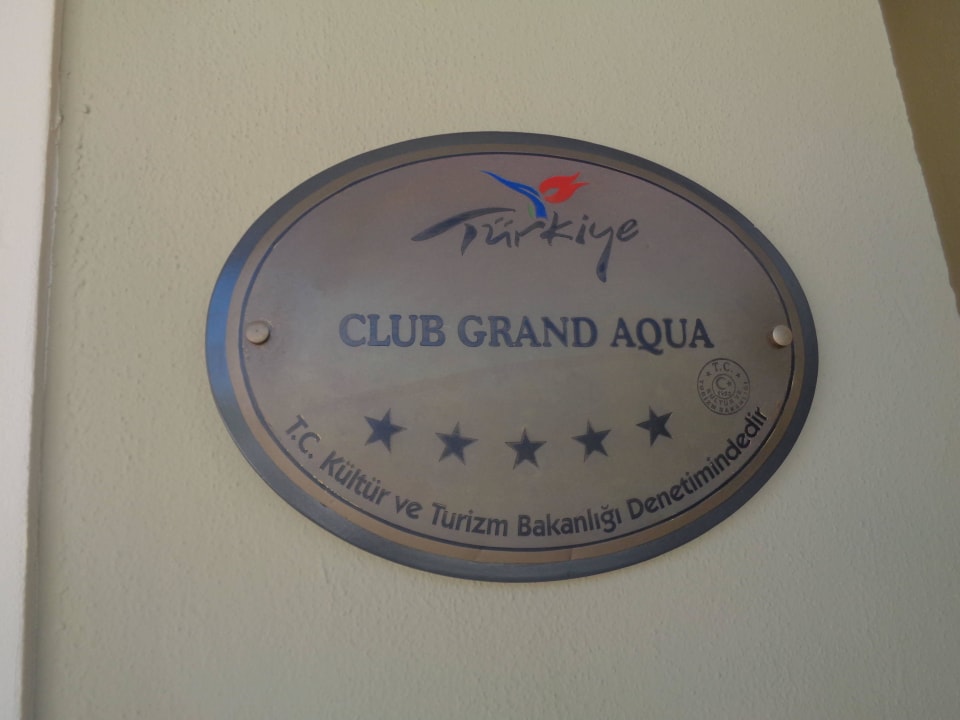 Türkiye
CLUB GRAND AQUA
T.C.
T.C. Kültür ve Turizm Bakanlığı Denetimindedir